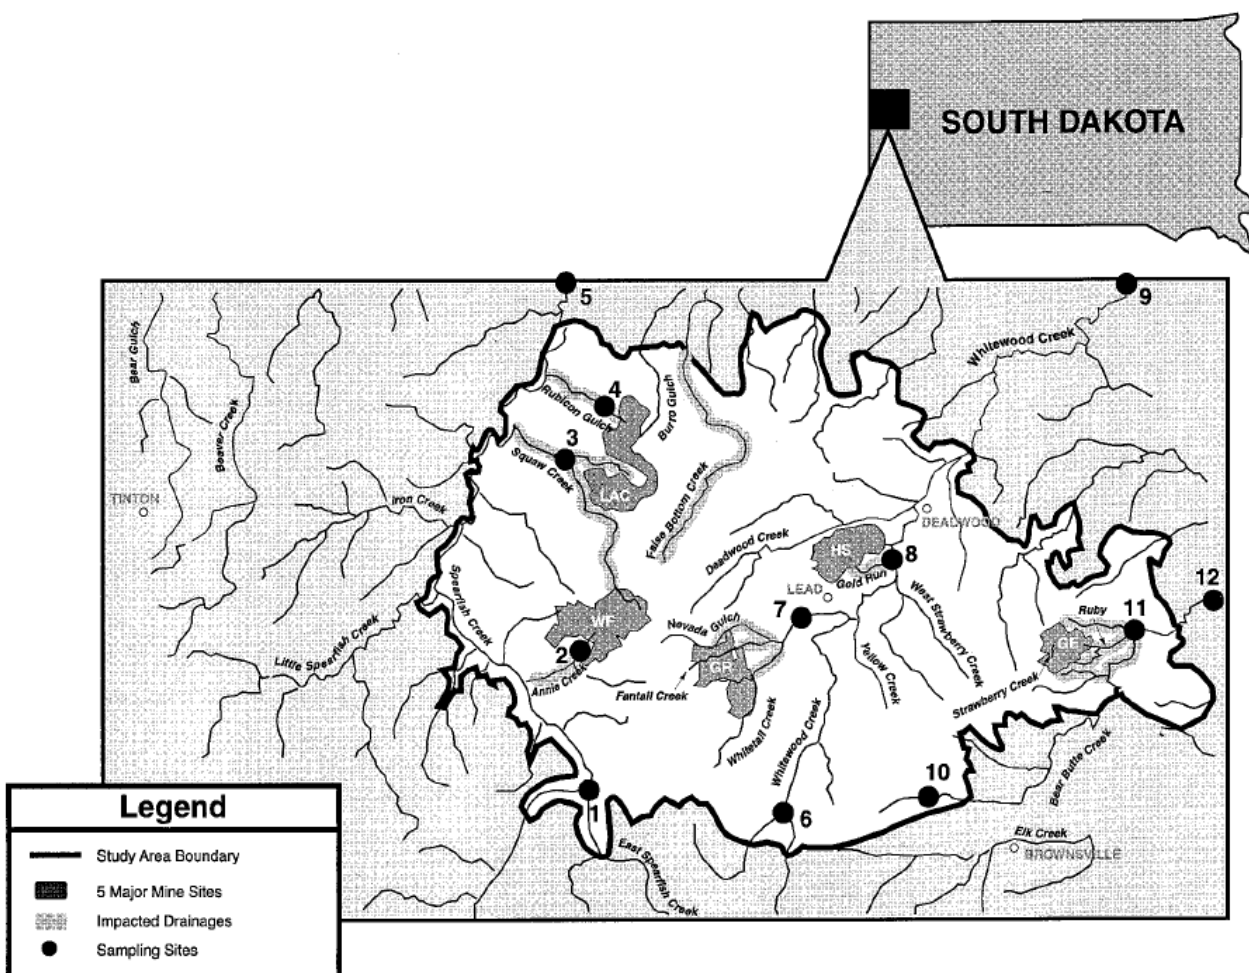 SOUTH DAKOTA
5
9
Whitewood Creek
Bear Gulch
Beaver Creek
4
Rubicon Gulch
Burro Gulch
3
Squaw Creek
LAC
False Bottom Creek
TINTON
Iron Creek
DEADWOOD
Deadwood Creek
HS
8
Gold Run
LEAD
12
Spearfish Creek
WF
7
West Strawberry Creek
Ruby
11
Nevada Gulch
GE
Little Spearfish Creek
2
Annie Creek
GR
Yellow Creek
Fantail Creek
Strawberry Creek
Whitetail Creek
Whitewood Creek
Bear Butte Creek
10
1
6
Elk Creek
BROWNSVILLE
East Spearfish Creek
Legend
Study Area Boundary
5 Major Mine Sites
Impacted Drainages
Sampling Sites